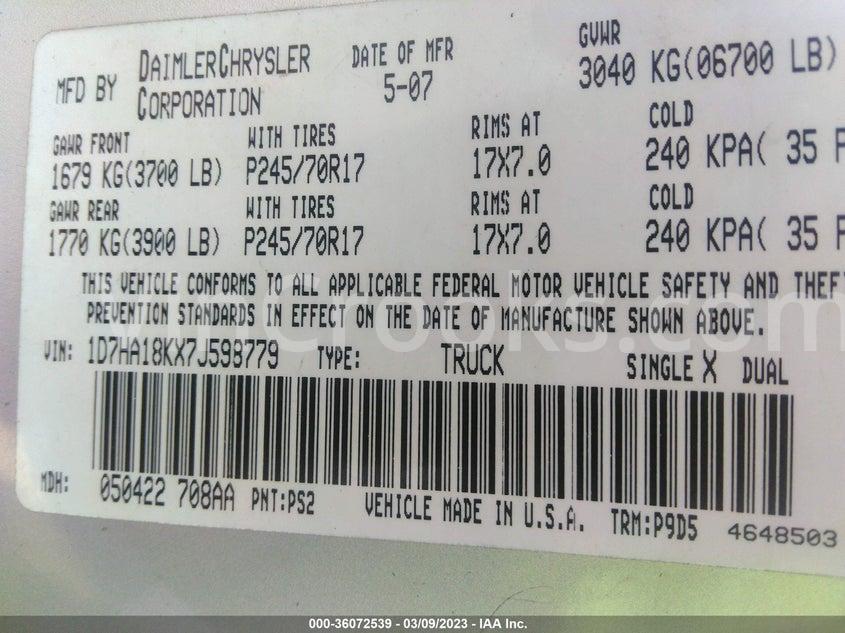 MFD BY DAIMLERCHRYSLER CORPORATION DATE OF MFR 5-07 GVWR 3040 KG(06700 LB)
GAWR FRONT WITH TIRES RIMS AT COLD
1679 KG(3700 LB) P245/70R17 17X7.0 240 KPA( 35 P
GAWR REAR WITH TIRES RIMS AT COLD
1770 KG(3900 LB) P245/70R17 17X7.0 240 KPA( 35 P
THIS VEHICLE CONFORMS TO ALL APPLICABLE FEDERAL MOTOR VEHICLE SAFETY AND THEFT
PREVENTION STANDARDS IN EFFECT ON THE DATE OF MANUFACTURE SHOWN ABOVE.
VIN: 1D7HA18KX7J598779 TYPE: TRUCK SINGLE X DUAL
MDH: 050422 708AA PNT:PS2 VEHICLE MADE IN U.S.A. TRM:P9D5 4648503
000-36072539 - 03/09/2023 - IAA Inc.